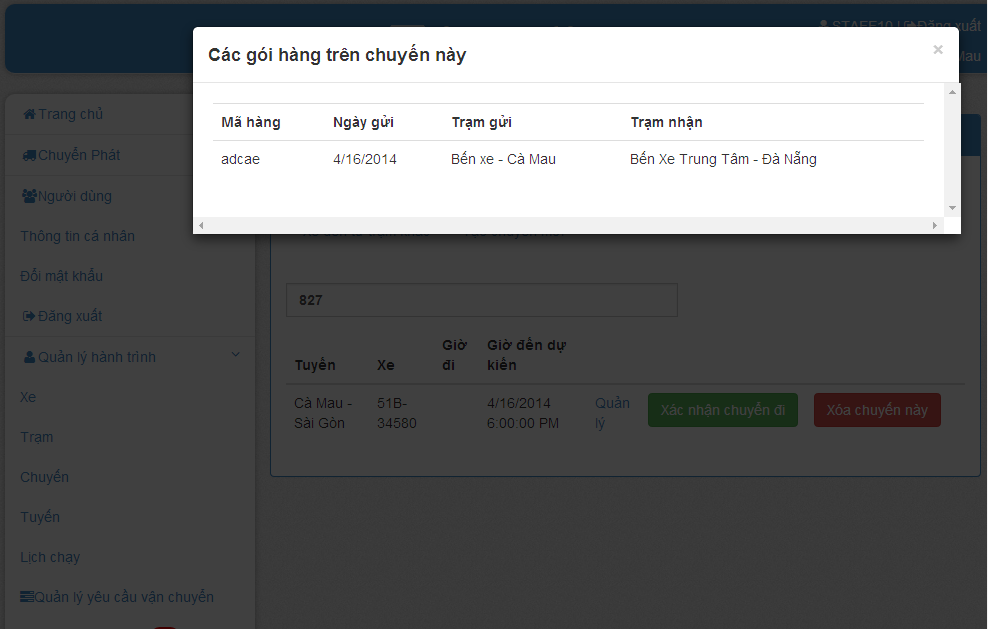 STAFF10 | Đăng xuất
Mau
Các gói hàng trên chuyến này
×
Mã hàng Ngày gửi Trạm gửi Trạm nhận
adcae 4/16/2014 Bến xe - Cà Mau Bến Xe Trung Tâm - Đà Nẵng
Trang chủ
Chuyển Phát
Người dùng
Thông tin cá nhân
Đổi mật khẩu
Đăng xuất
Quản lý hành trình
Xe
Trạm
Chuyến
Tuyến
Lịch chạy
Quản lý yêu cầu vận chuyển
827
Tuyến Xe Giờ đi Giờ đến dự kiến
Cà Mau - Sài Gòn 51B-34580 4/16/2014 6:00:00 PM Quản lý Xác nhận chuyến đi Xóa chuyến này